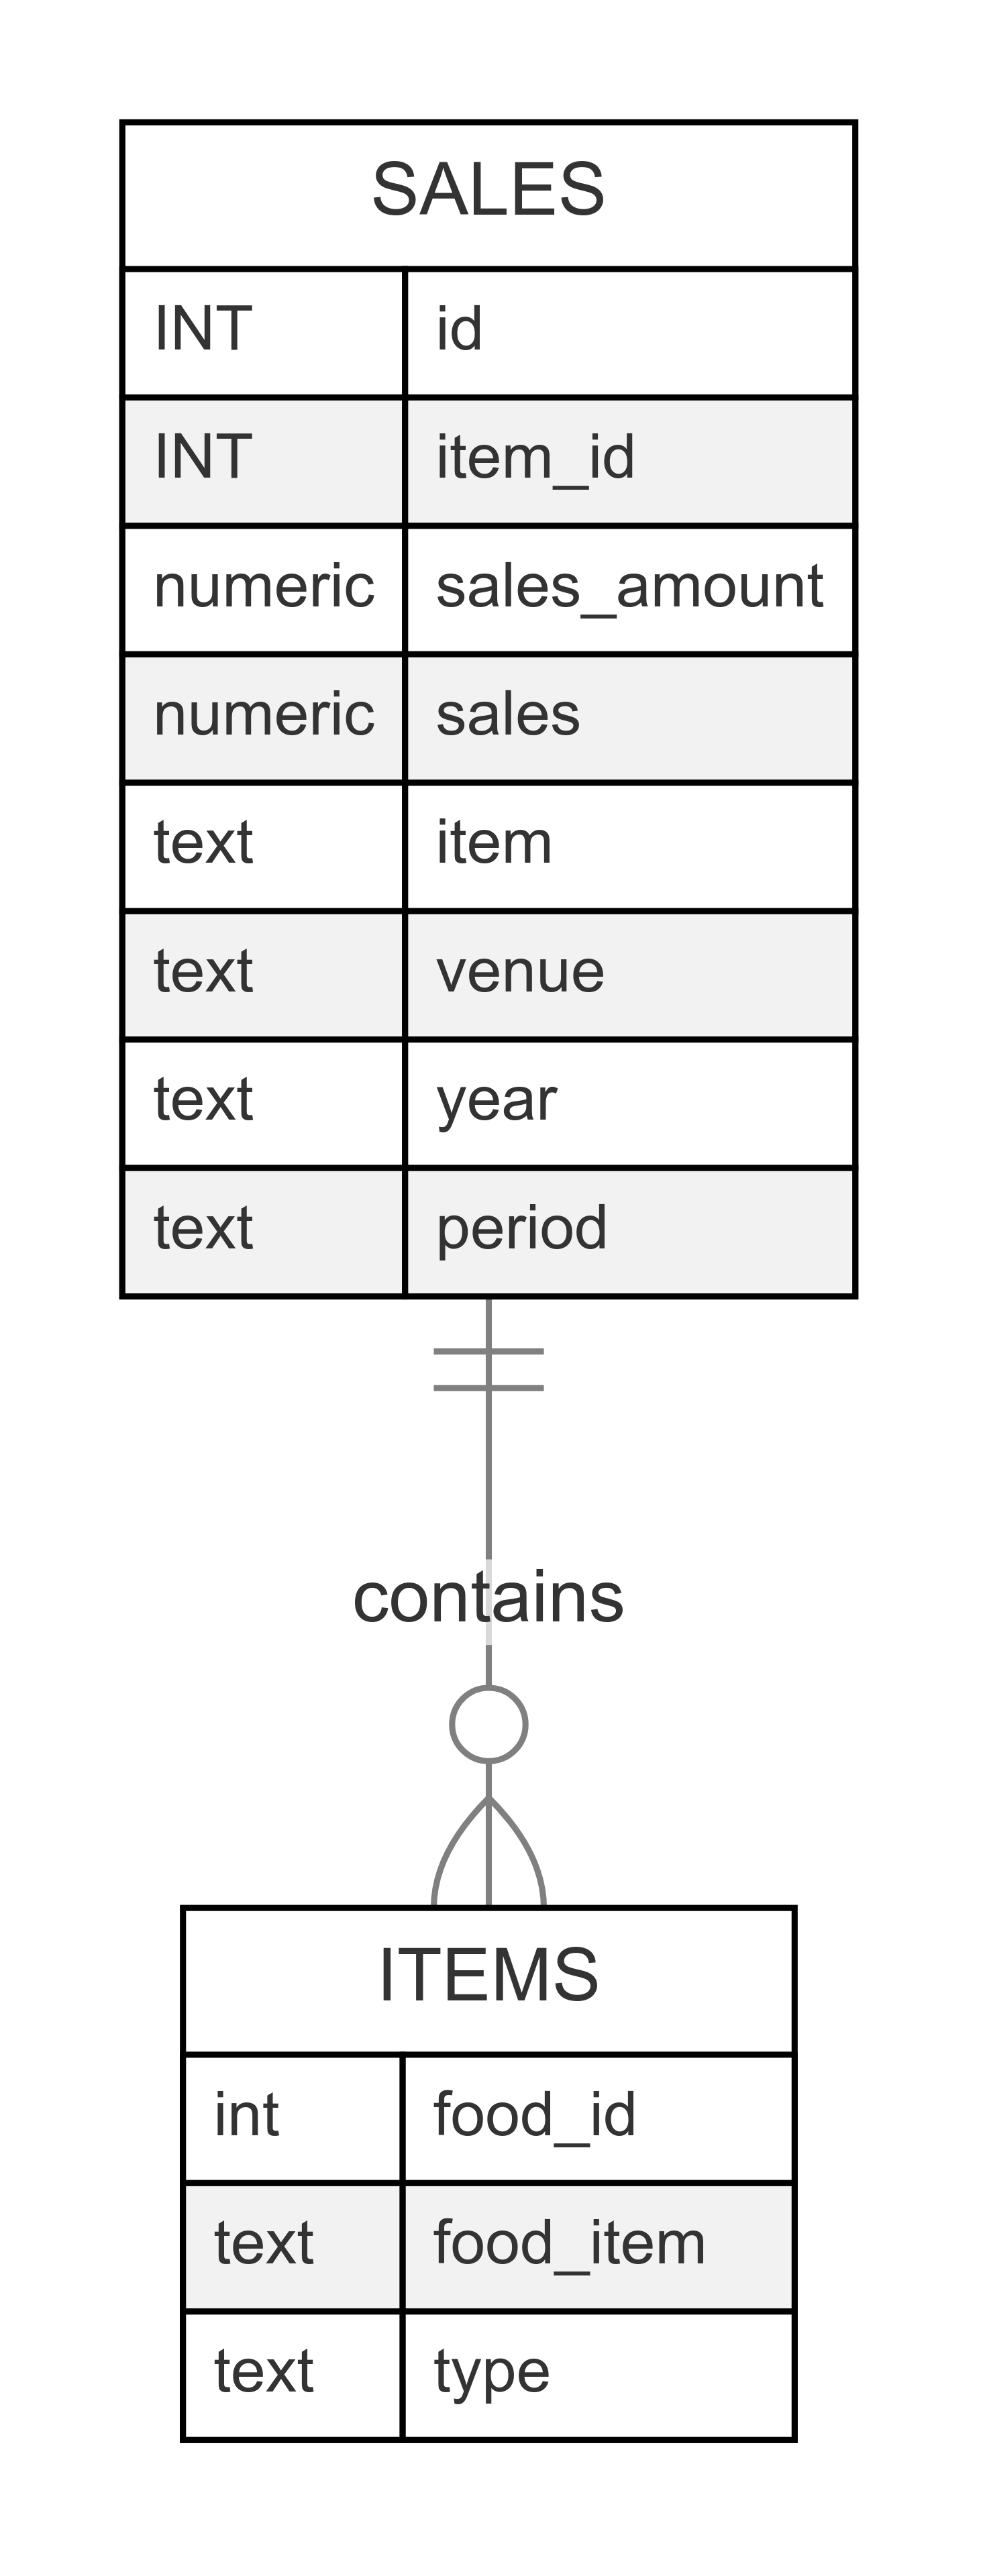 SALES
INT id
INT item_id
numeric sales_amount
numeric sales
text item
text venue
text year
text period
contains
ITEMS
int food_id
text food_item
text type